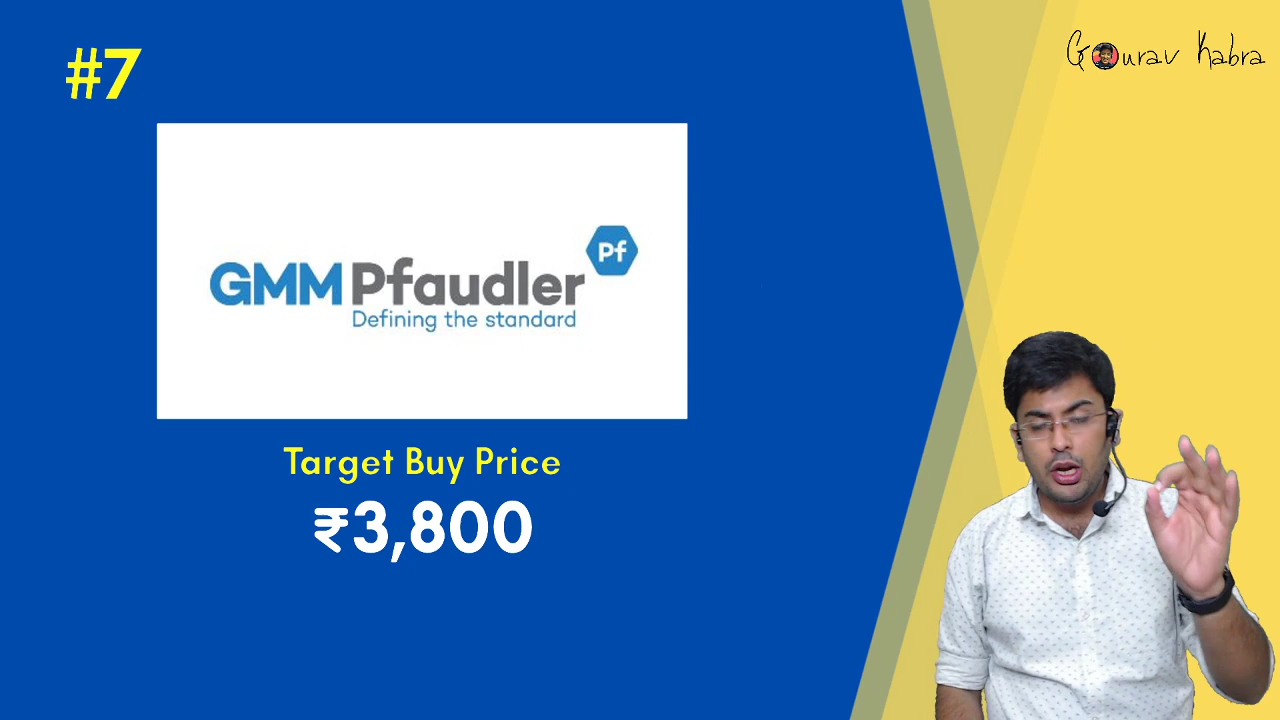 #7
Gourav Kabra
GMM Pfaudler
Pf
Defining the standard
Target Buy Price
₹3,800